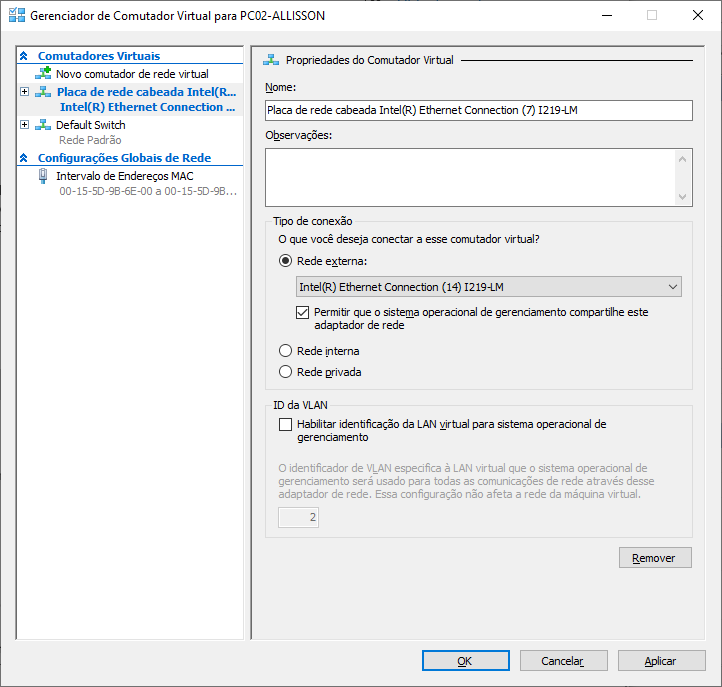 Gerenciador de Comutador Virtual para PC02-ALLISSON
Comutadores Virtuais
Novo comutador de rede virtual
Placa de rede cabeada Intel(R...
Intel(R) Ethernet Connection ...
Default Switch
Rede Padrão
Configurações Globais de Rede
Intervalo de Endereços MAC
00-15-5D-9B-6E-00 a 00-15-5D-9B...
Propriedades do Comutador Virtual
Nome:
Placa de rede cabeada Intel(R) Ethernet Connection (7) I219-LM
Observações:
Tipo de conexão
O que você deseja conectar a esse comutador virtual?
Rede externa:
Intel(R) Ethernet Connection (14) I219-LM
Permitir que o sistema operacional de gerenciamento compartilhe este
adaptador de rede
Rede interna
Rede privada
ID da VLAN
Habilitar identificação da LAN virtual para sistema operacional de
gerenciamento
O identificador de VLAN especifica à LAN virtual que o sistema operacional de
gerenciamento será usado para todas as comunicações de rede através desse
adaptador de rede. Essa configuração não afeta a rede da máquina virtual.
2
Remover
OK
Cancelar
Aplicar